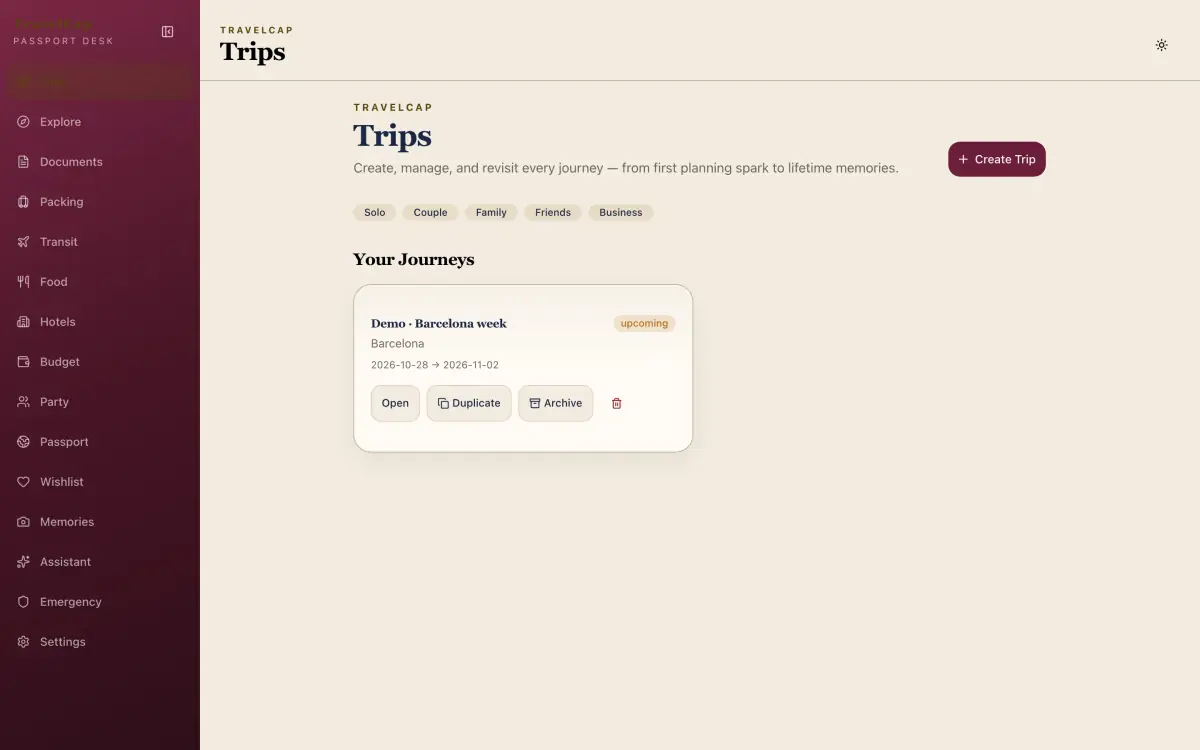 PASSPORT DESK
Explore
Documents
Packing
Transit
Food
Hotels
Budget
Party
Passport
Wishlist
Memories
Assistant
Emergency
Settings
TRAVELCAP
Trips
TRAVELCAP
Trips
Create, manage, and revisit every journey — from first planning spark to lifetime memories.
+ Create Trip
Solo Couple Family Friends Business
Your Journeys
Demo · Barcelona week upcoming
Barcelona
2026-10-28 → 2026-11-02
Open Duplicate Archive